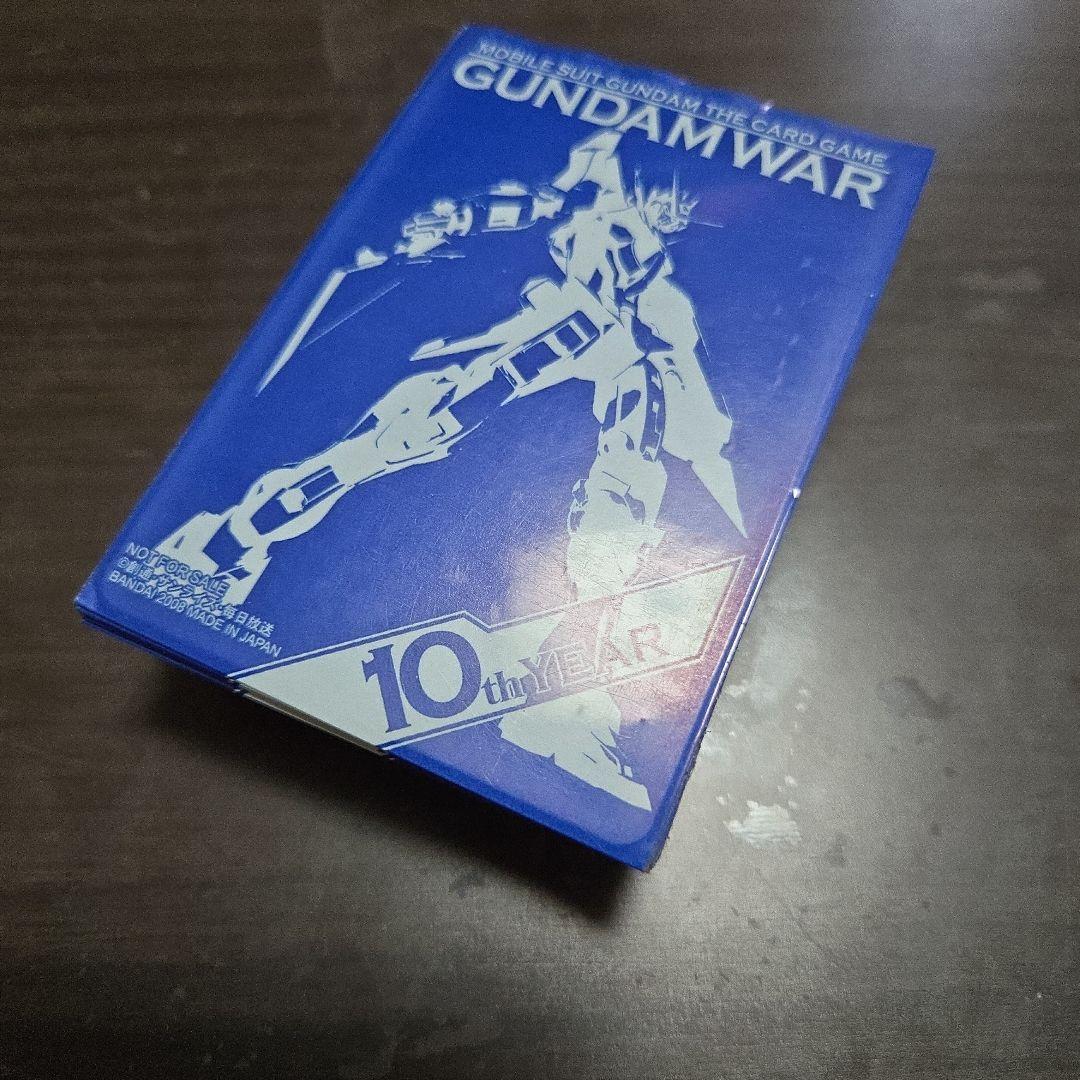 MOBILE SUIT GUNDAM THE CARD GAME
GUNDAM WAR
NOT FOR SALE
©創通・サンライズ・毎日放送
BANDAI 2008 MADE IN JAPAN
10th YEAR